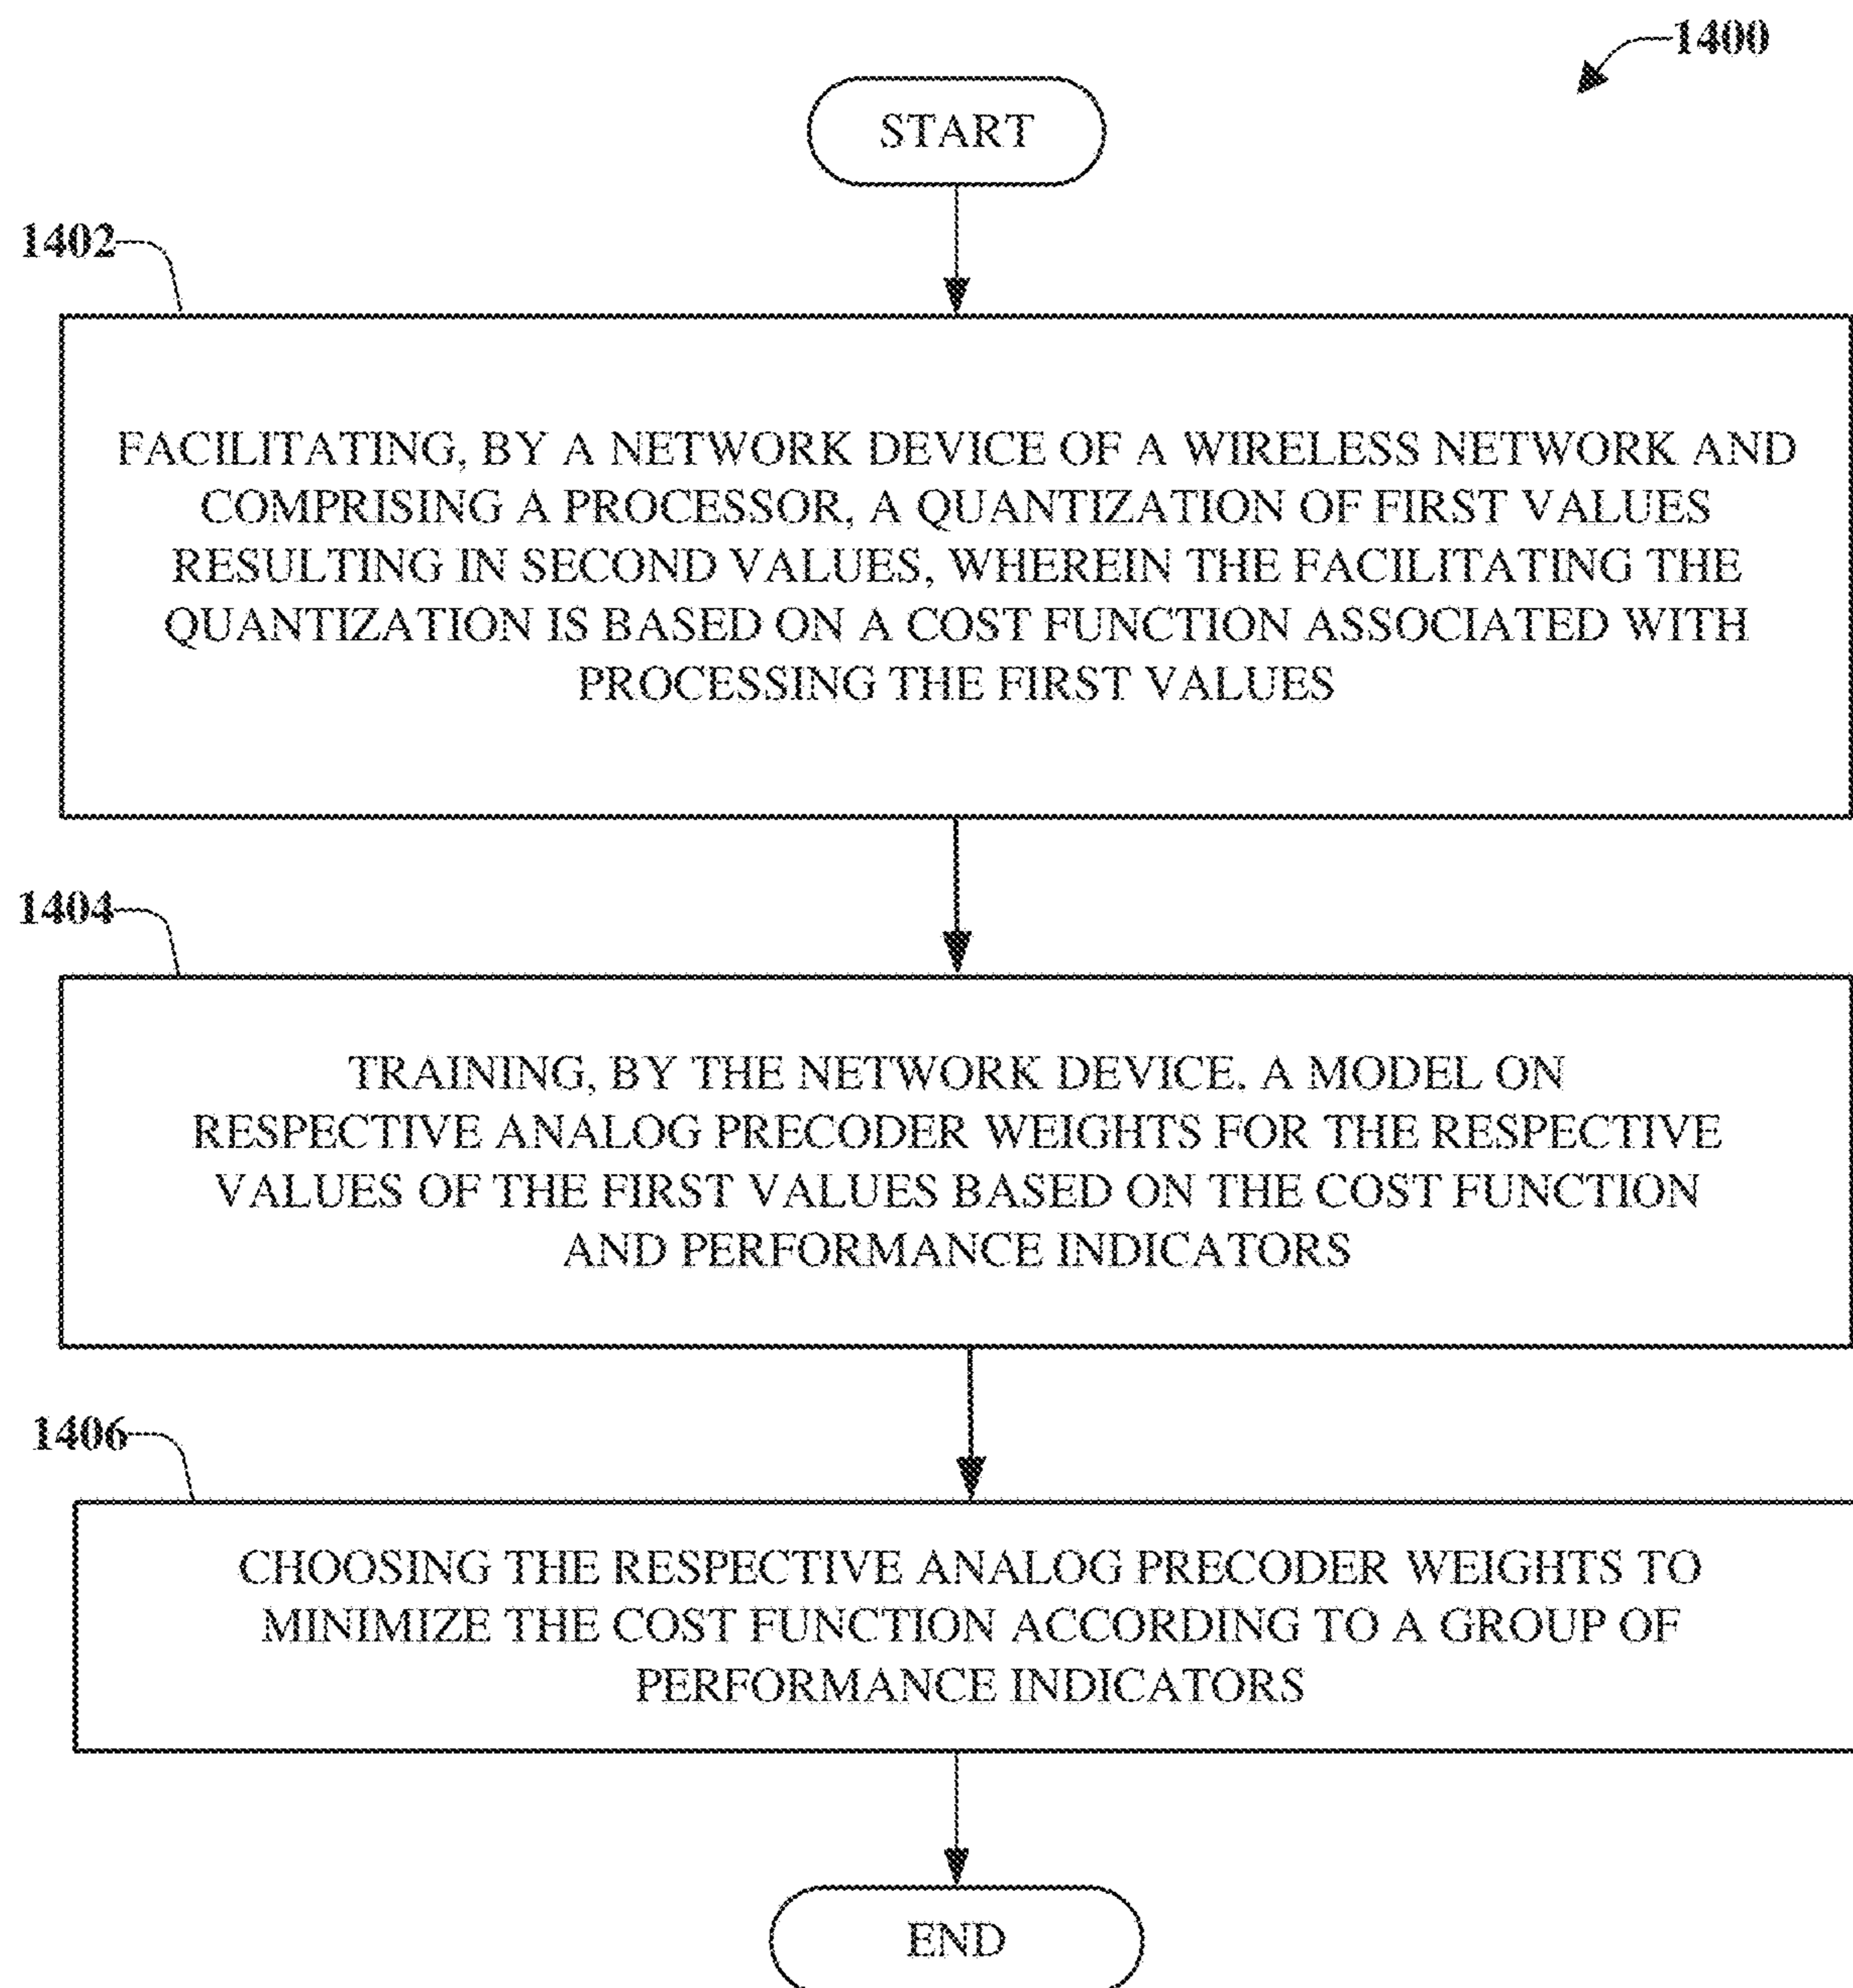 1400
START
1402
FACILITATING, BY A NETWORK DEVICE OF A WIRELESS NETWORK AND
COMPRISING A PROCESSOR, A QUANTIZATION OF FIRST VALUES
RESULTING IN SECOND VALUES, WHEREIN THE FACILITATING THE
QUANTIZATION IS BASED ON A COST FUNCTION ASSOCIATED WITH
PROCESSING THE FIRST VALUES
1404
TRAINING, BY THE NETWORK DEVICE, A MODEL ON
RESPECTIVE ANALOG PRECODER WEIGHTS FOR THE RESPECTIVE
VALUES OF THE FIRST VALUES BASED ON THE COST FUNCTION
AND PERFORMANCE INDICATORS
1406
CHOOSING THE RESPECTIVE ANALOG PRECODER WEIGHTS TO
MINIMIZE THE COST FUNCTION ACCORDING TO A GROUP OF
PERFORMANCE INDICATORS
END